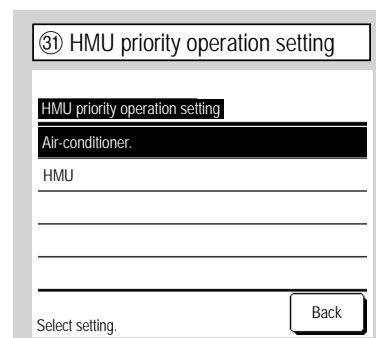 ㉛ HMU priority operation setting
HMU priority operation setting
Air-conditioner.
HMU
Back
Select setting.